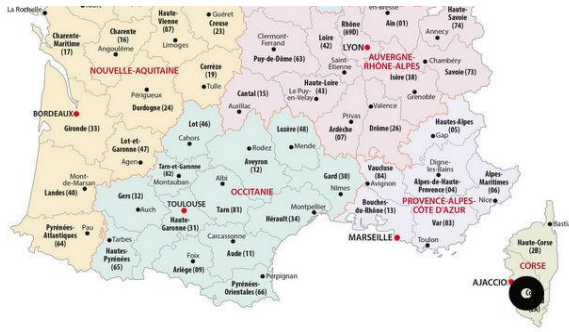 La Rochelle
Charente-
Maritime
(17)
Charente
(16)
Angoulême
Haute-
Vienne
(87)
Limoges
Guéret
Creuse
(23)
NOUVELLE-AQUITAINE
Corrèze
(19)
Tulle
Périgueux
Dordogne (24)
BORDEAUX
Gironde (33)
Lot-et-
Garonne (47)
Agen
Landes (40)
Mont-
de-Marsan
Pyrénées-
Atlantiques
(64)
Pau
Clermont-
Ferrand
Puy-de-Dôme (63)
Loire
(42)
Rhône
(69D)
en-Bresse
Ain (01)
Haute-
Savoie
(74)
Annecy
LYON
AUVERGNE-
RHÔNE-ALPES
Chambéry
Savoie (73)
Saint-
Etienne
Isère (38)
Grenoble
Haute-Loire
(43)
Le Puy-
en-Velay
Cantal (15)
Aurillac
Privas
Ardèche
(07)
Valence
Drôme (26)
Lot (46)
Cahors
Lozère (48)
Mende
Rodez
Aveyron
(12)
Tarn-et-Garonne
(82)
Montauban
Albi
OCCITANIE
Gard (30)
Nîmes
Gers (32)
Auch
TOULOUSE
Haute-
Garonne (31)
Tarn (81)
Montpellier
Hérault (34)
Tarbes
Hautes-
Pyrénées
(65)
Foix
Ariège (09)
Carcassonne
Aude (11)
Perpignan
Pyrénées-
Orientales (66)
Hautes-Alpes
(05)
Gap
Vaucluse
(84)
Avignon
Digne-
les-Bains
Alpes-de-Haute-
Provence (04)
Alpes-
Maritimes
(06)
Nice
Bouches-
du-Rhône (13)
PROVENCE-ALPES-
CÔTE D'AZUR
Var (83)
MARSEILLE
Toulon
Bastia
Haute-Corse
(2B)
CORSE
AJACCIO